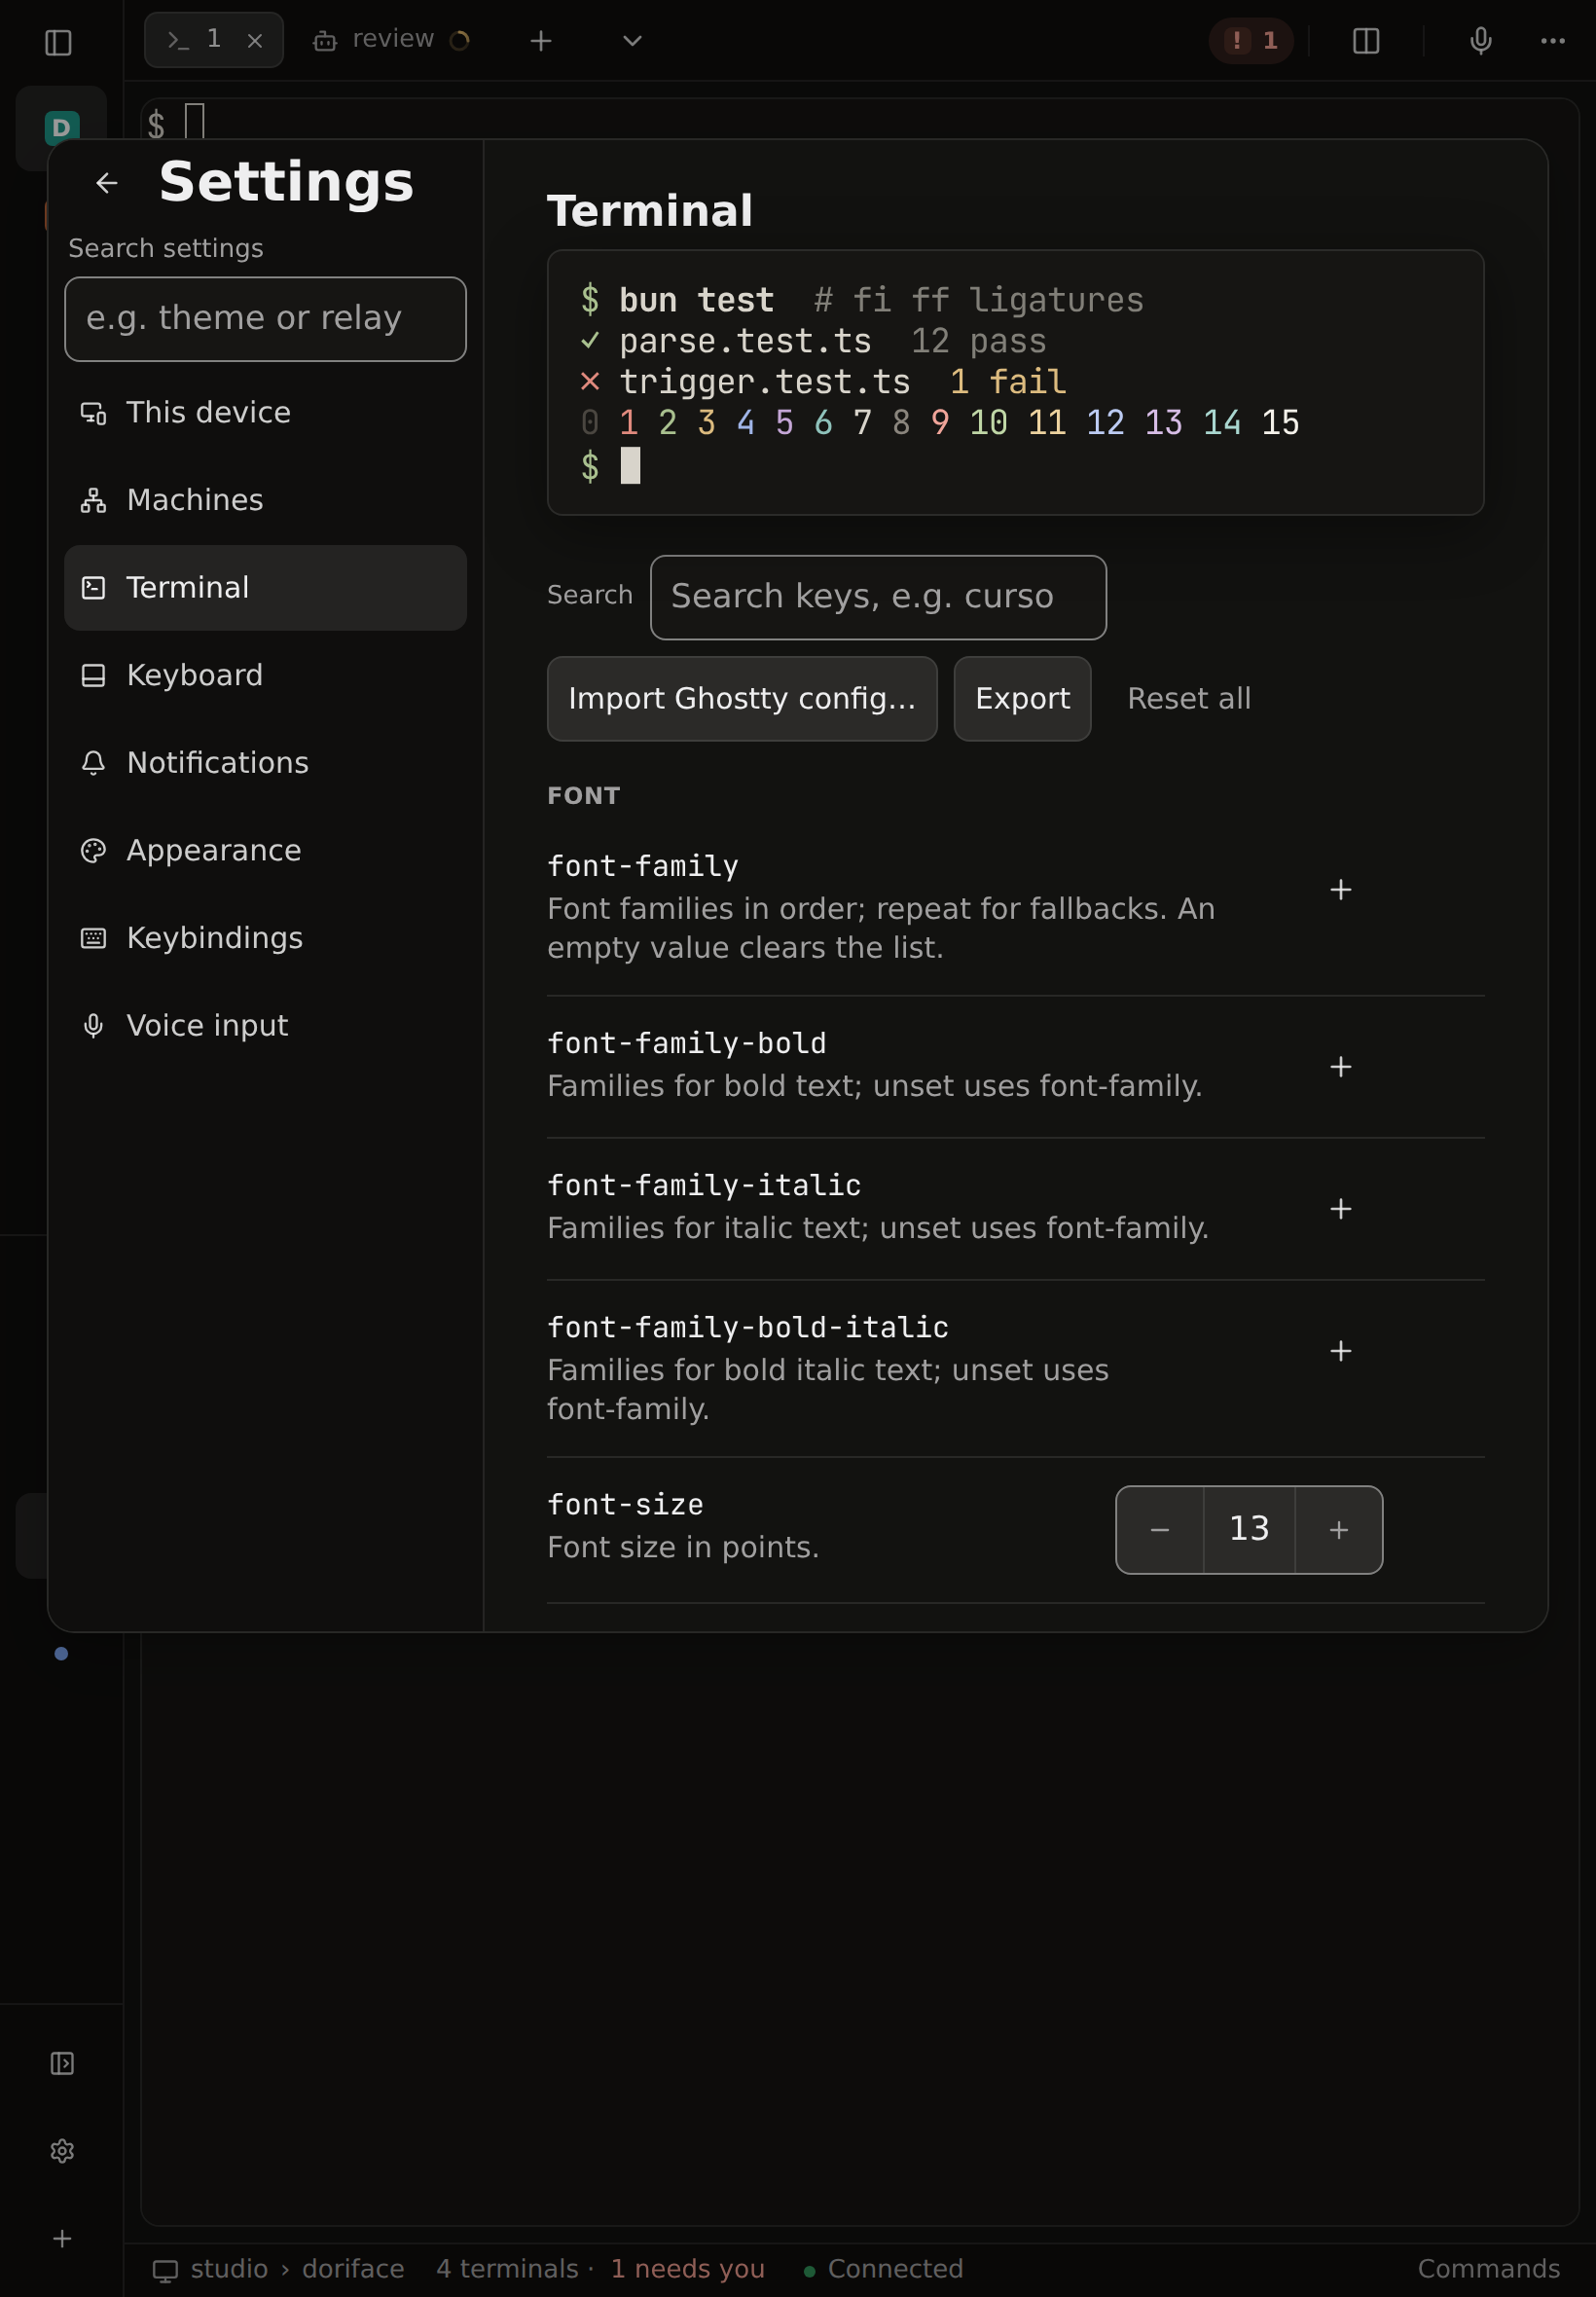 1
review
! 1
D
$
Settings
Search settings
e.g. theme or relay
This device
Machines
Terminal
Keyboard
Notifications
Appearance
Keybindings
Voice input
Terminal
$ bun test  # fi ff ligatures
✓ parse.test.ts  12 pass
✕ trigger.test.ts  1 fail
0 1 2 3 4 5 6 7 8 9 10 11 12 13 14 15
$
Search
Search keys, e.g. curso
Import Ghostty config...
Export
Reset all
FONT
font-family
Font families in order; repeat for fallbacks. An
empty value clears the list.
font-family-bold
Families for bold text; unset uses font-family.
font-family-italic
Families for italic text; unset uses font-family.
font-family-bold-italic
Families for bold italic text; unset uses
font-family.
font-size
Font size in points.
− 13 +
studio › doriface
4 terminals · 1 needs you
Connected
Commands